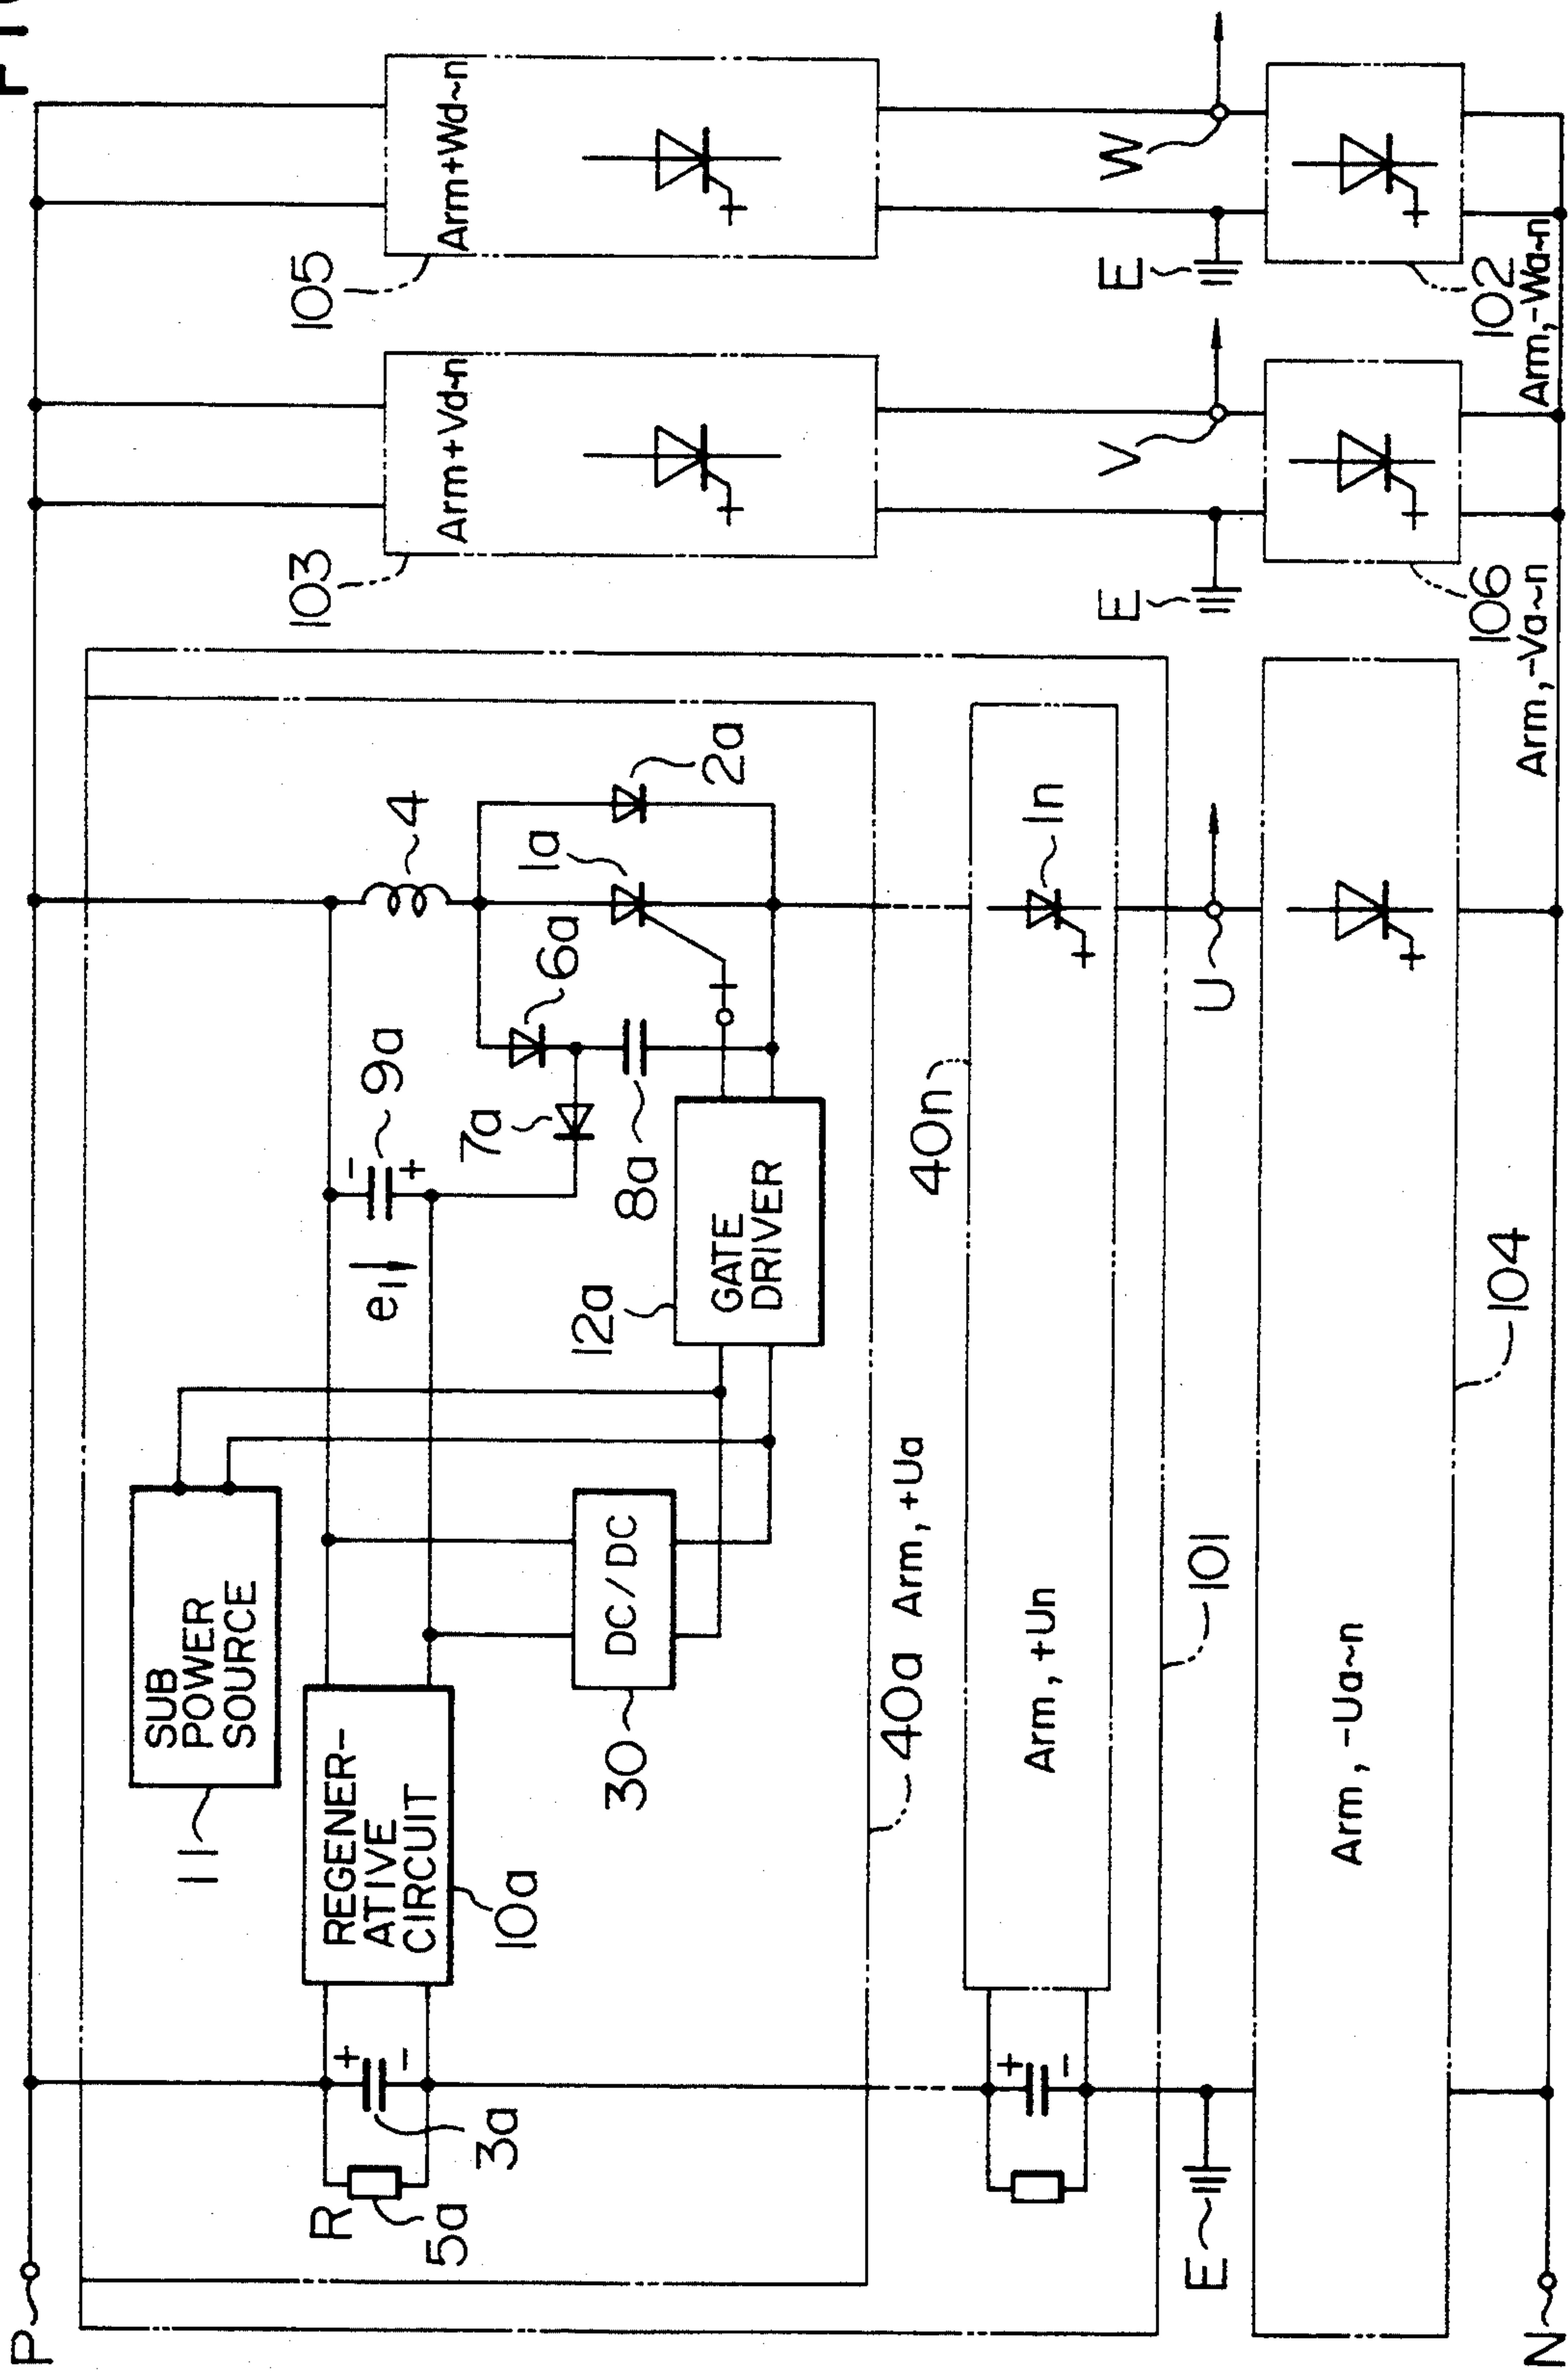 P
R
5a
3a
REGENER-
ATIVE
CIRCUIT
10a
SUB
POWER
SOURCE
11
DC/DC
30
e1
9a
-
+
7a
6a
8a
4
1a
2a
GATE
DRIVER
12a
+
-
40a Arm, +Ua
40n
1n
Arm, +Un
+
-
101
U
E
Arm, -Ua~n
104
N
103
Arm+Vd~n
V
E
106
Arm, -Va~n
105
Arm+Wd~n
W
E
102
Arm,-Wa~n